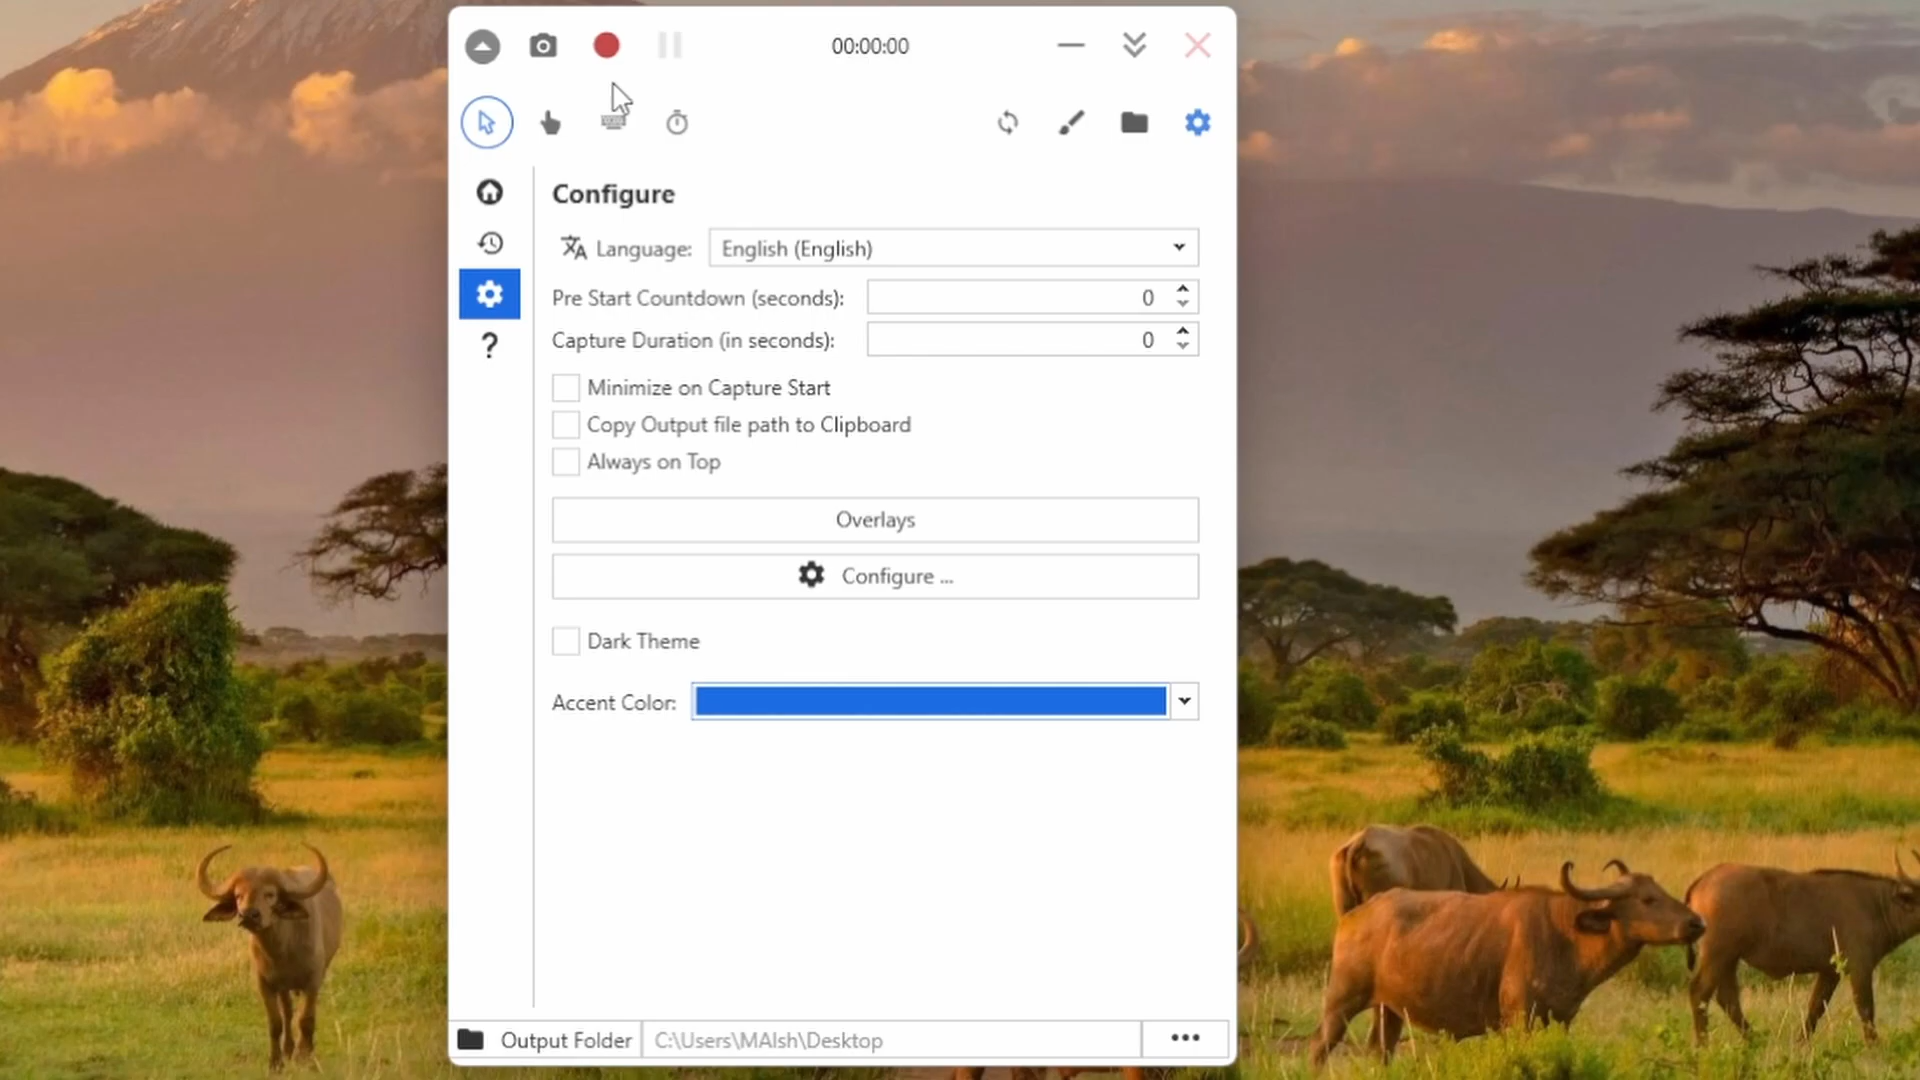 00:00:00
Configure
Language: English (English)
Pre Start Countdown (seconds): 0
Capture Duration (in seconds): 0
Minimize on Capture Start
Copy Output file path to Clipboard
Always on Top
Overlays
Configure ...
Dark Theme
Accent Color:
Output Folder C:\Users\MAlsh\Desktop